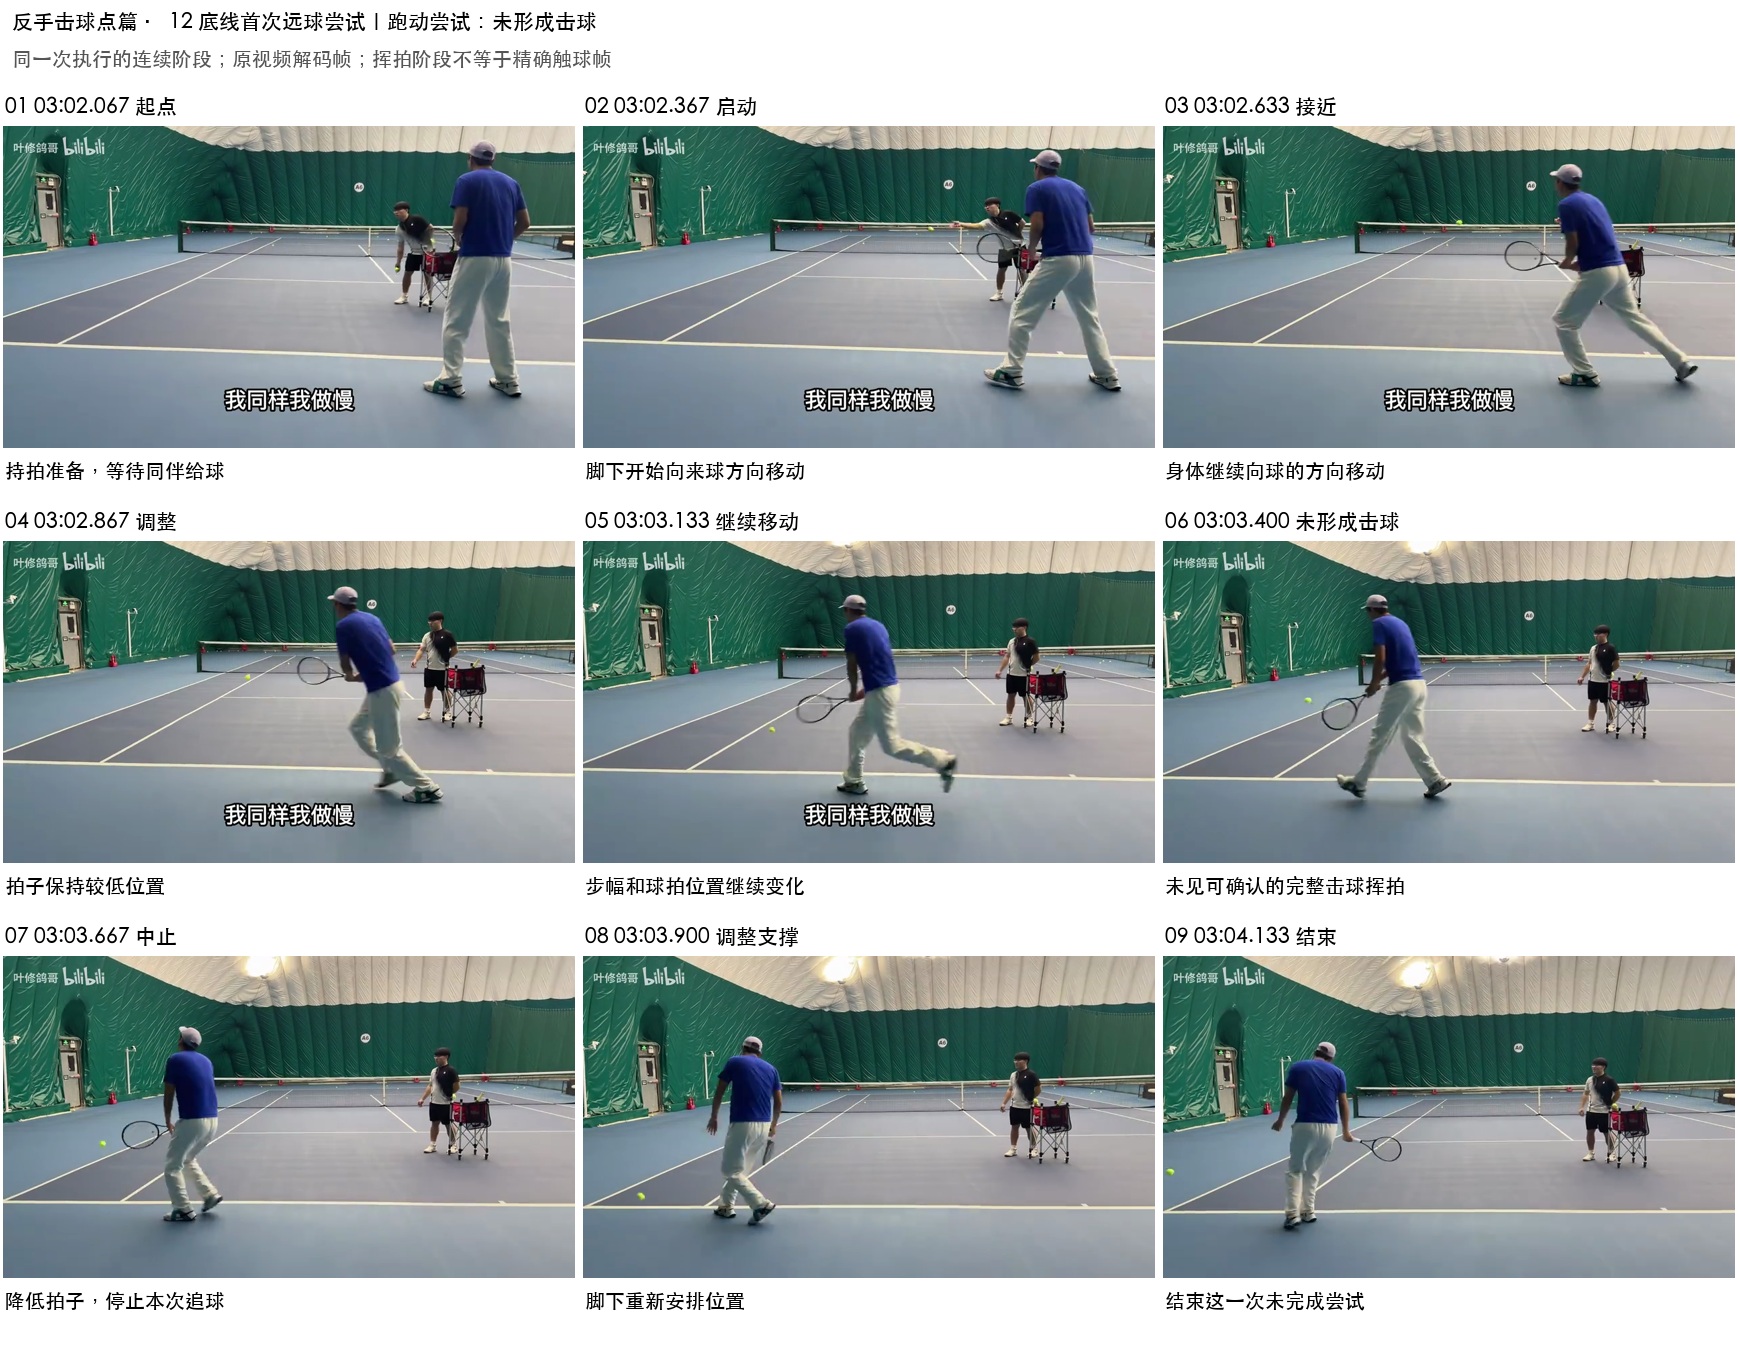 反手击球点篇· 12 底线首次远球尝试丨跑动尝试：未形成击球
同一次执行的连续阶段；原视频解码帧；挥拍阶段不等于精确触球帧
01 03:02.067 起点
02 03:02.367 启动
03 03:02.633 接近
叶修鸽哥 bilibili
A6
我同样我做慢
叶修鸽哥 bilibili
A6
我同样我做慢
叶修鸽哥 bilibili
A6
我同样我做慢
持拍准备，等待同伴给球
脚下开始向来球方向移动
身体继续向球的方向移动
04 03:02.867 调整
05 03:03.133 继续移动
06 03:03.400 未形成击球
叶修鸽哥 bilibili
A6
我同样我做慢
叶修鸽哥 bilibili
A6
我同样我做慢
叶修鸽哥 bilibili
A6
拍子保持较低位置
步幅和球拍位置继续变化
未见可确认的完整击球挥拍
07 03:03.667 中止
08 03:03.900 调整支撑
09 03:04.133 结束
叶修鸽哥 bilibili
A6
叶修鸽哥 bilibili
A6
叶修鸽哥 bilibili
A6
降低拍子，停止本次追球
脚下重新安排位置
结束这一次未完成尝试